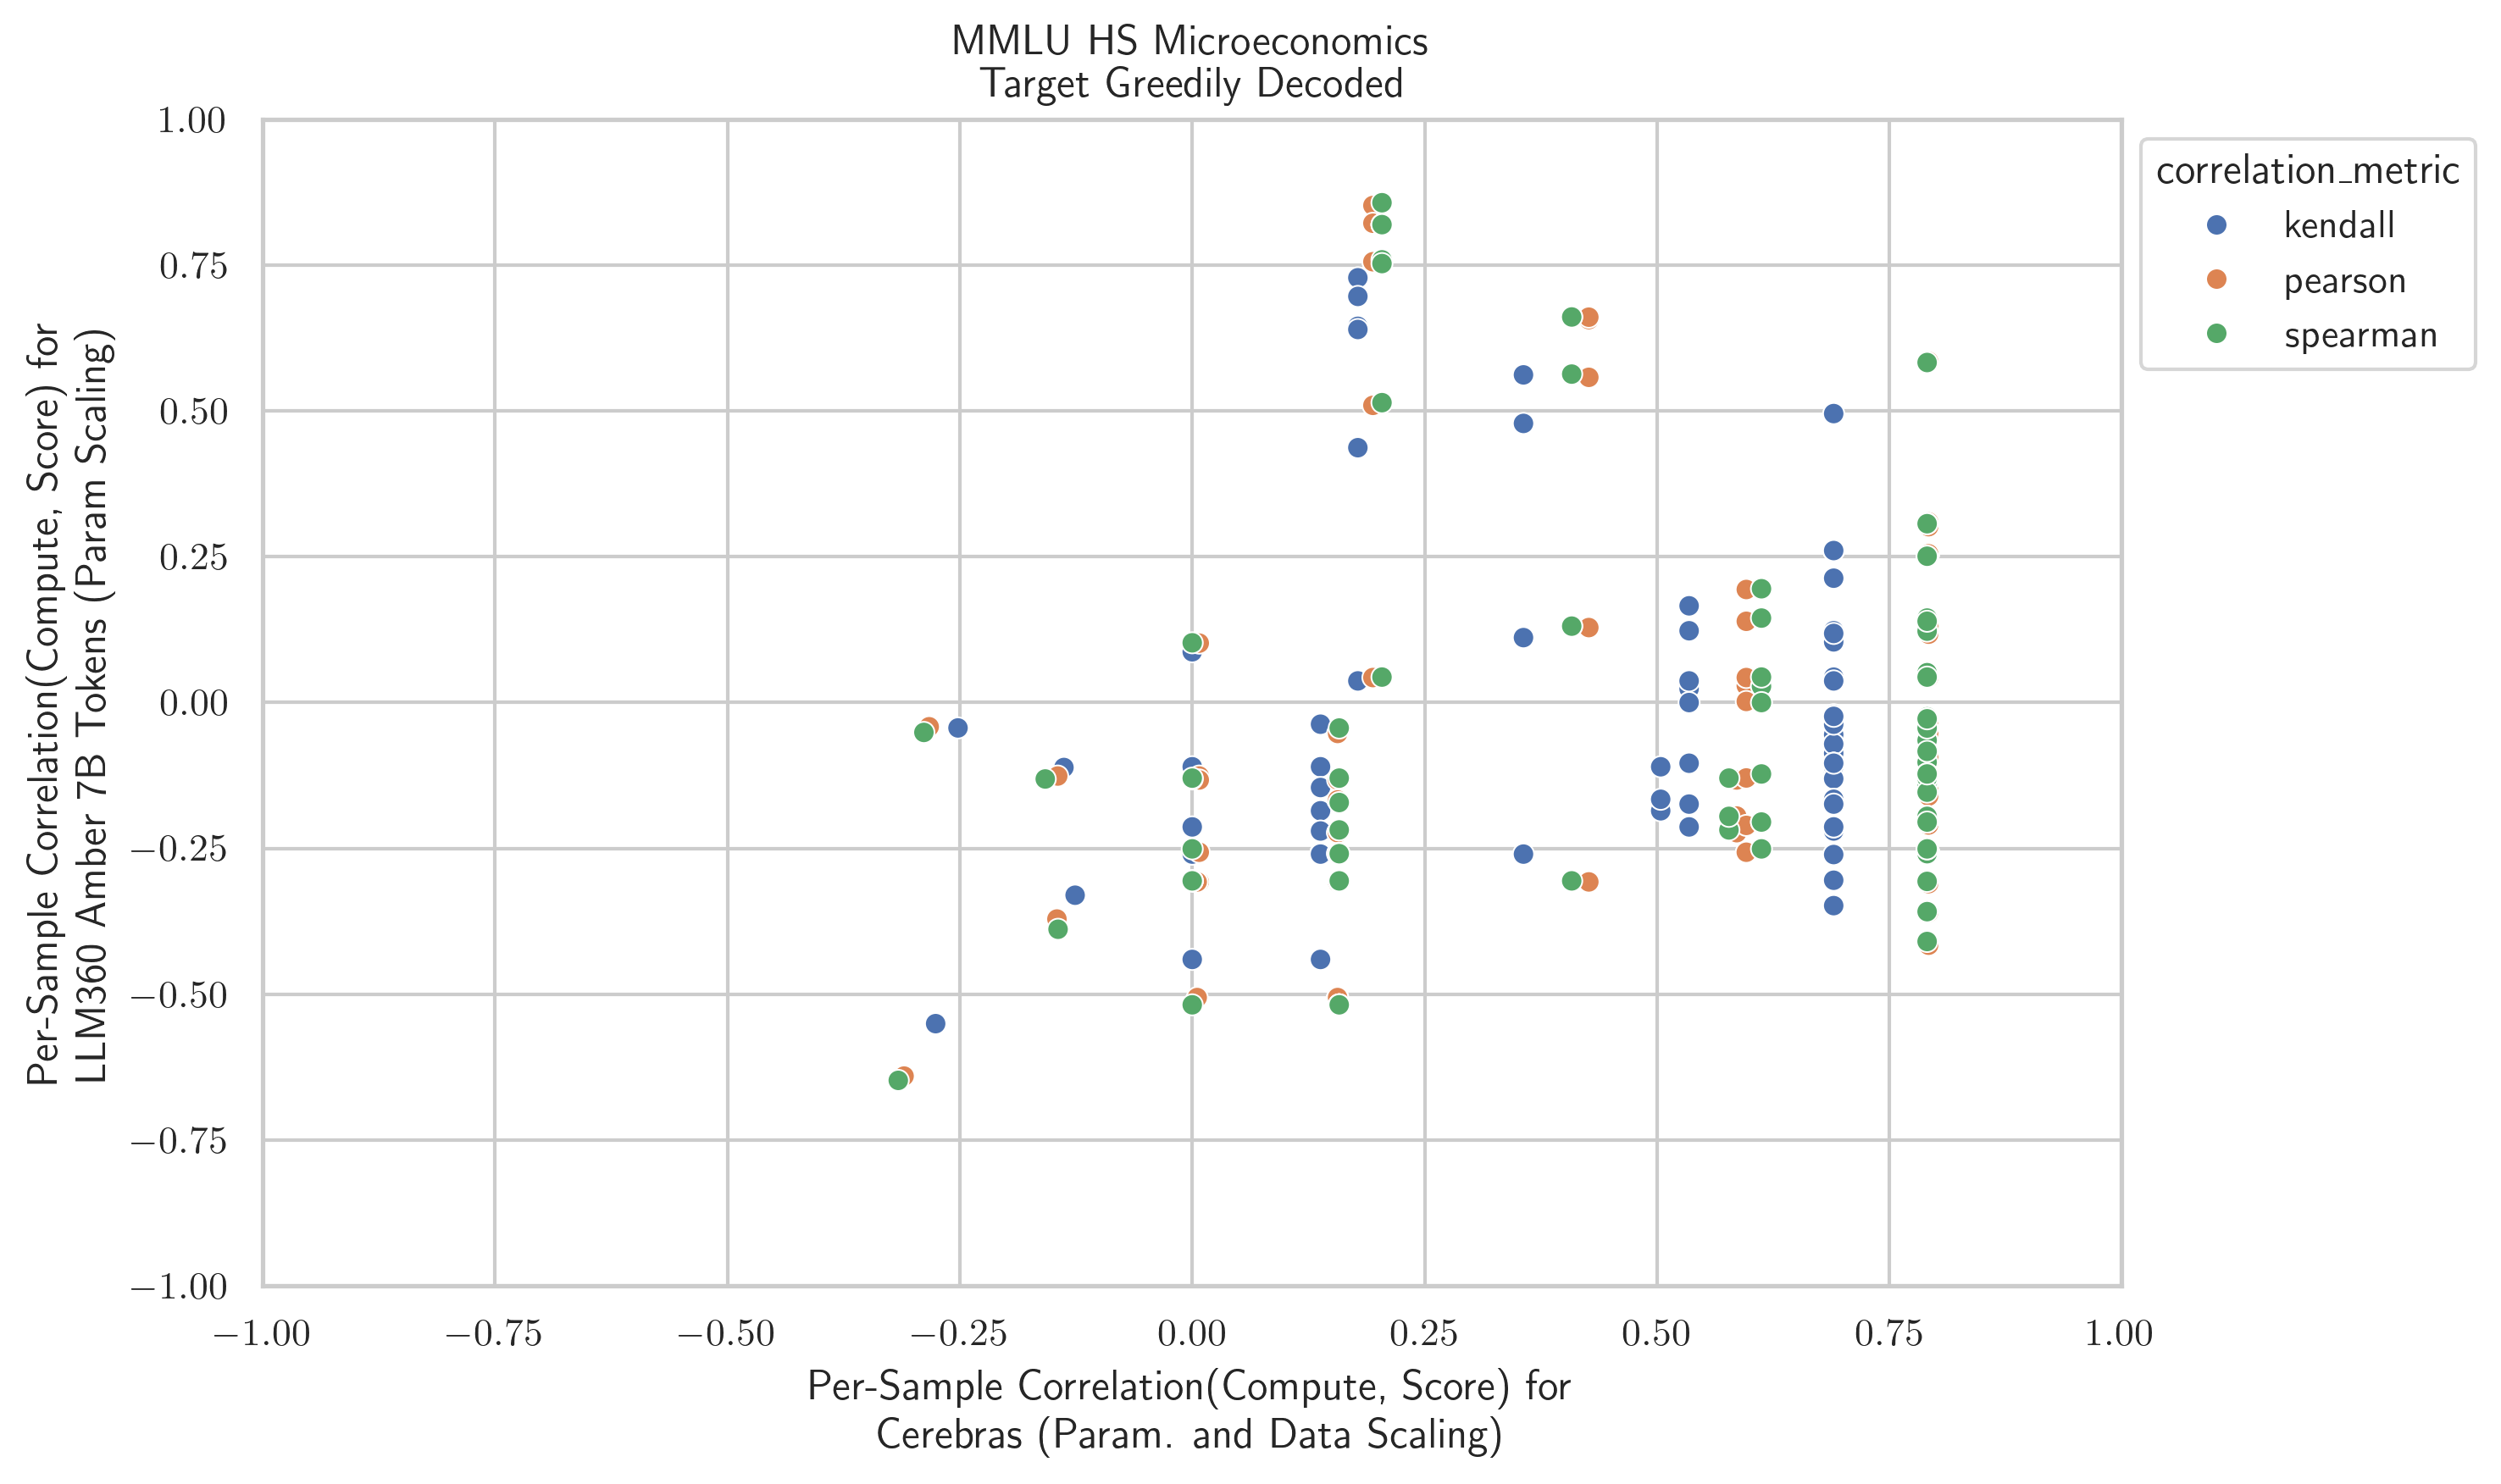 MMLU HS Microeconomics
Target Greedily Decoded
Per-Sample Correlation(Compute, Score) for
LLM360 Amber 7B Tokens (Param Scaling)
1.00
0.75
0.50
0.25
0.00
−0.25
−0.50
−0.75
−1.00
−1.00 −0.75 −0.50 −0.25 0.00 0.25 0.50 0.75 1.00
Per-Sample Correlation(Compute, Score) for
Cerebras (Param. and Data Scaling)
correlation_metric
kendall
pearson
spearman